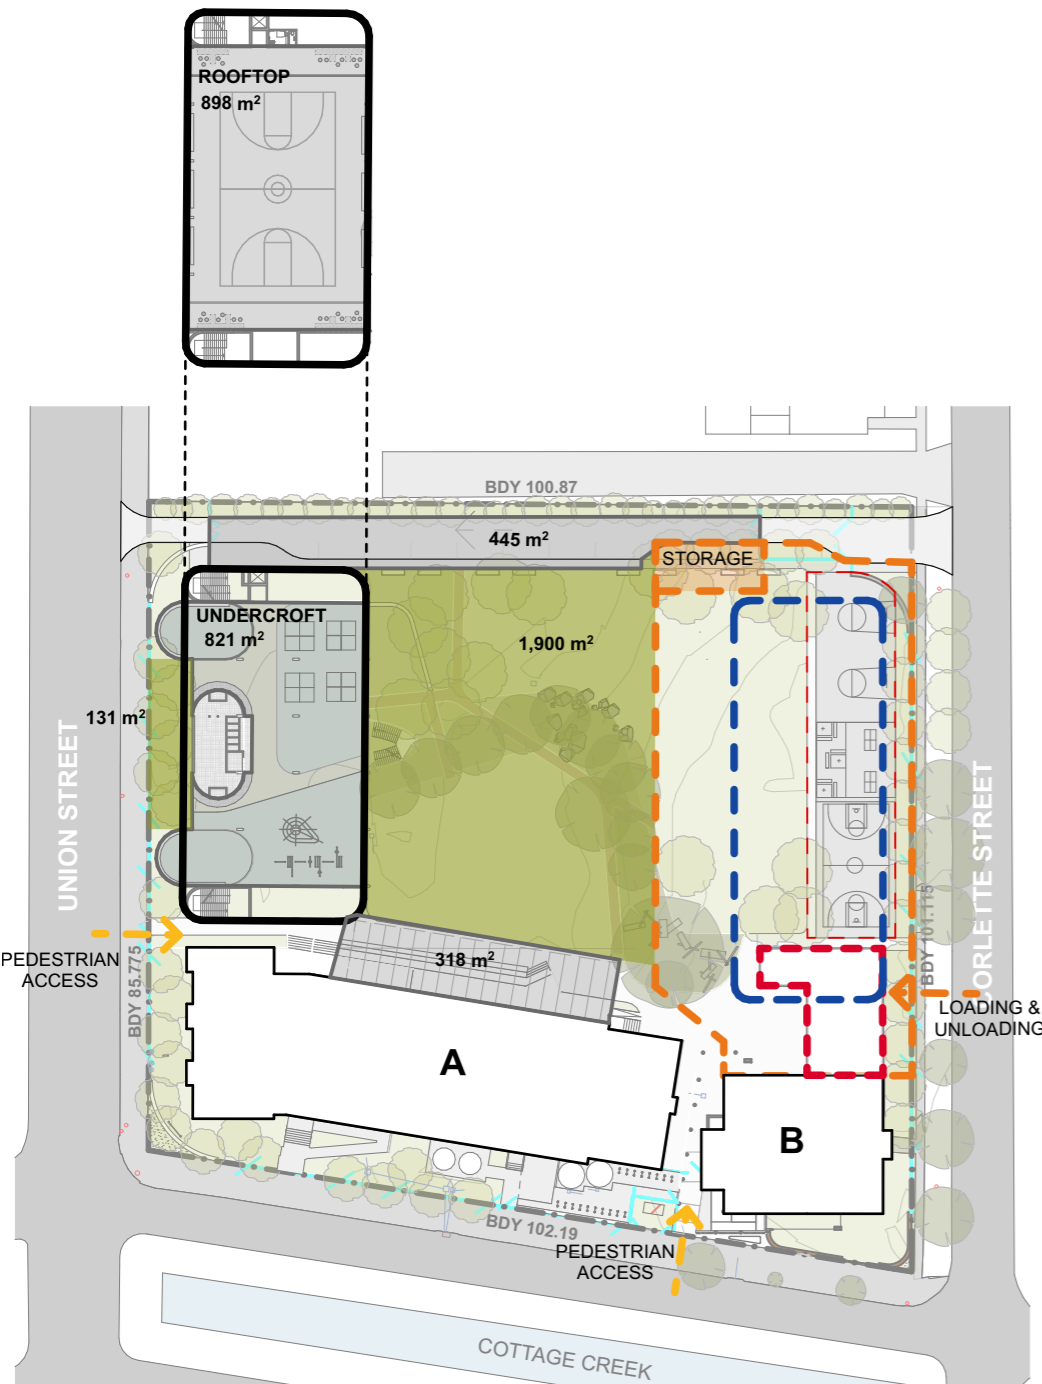 ROOFTOP
898 m²
BDY 100.87
445 m²
STORAGE
UNDERCROFT
821 m²
1,900 m²
131 m²
UNION STREET
CORLETTE STREET
PEDESTRIAN
ACCESS
BDY 85.775
318 m²
BDY 101.115
LOADING &
UNLOADING
A
B
BDY 102.19
PEDESTRIAN
ACCESS
COTTAGE CREEK